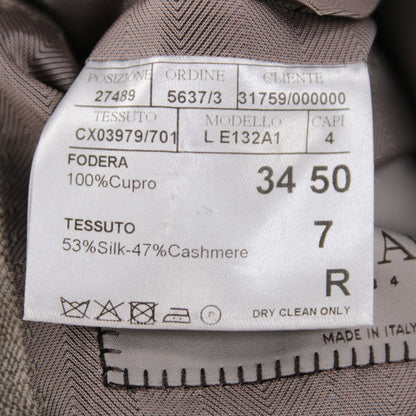 POSIZIONE ORDINE CLIENTE
27489 5637/3 31759/000000
TESSUTO MODELLO CAPI
CX03979/701 L E132A1 4
FODERA
100%Cupro
34 50
TESSUTO
53%Silk-47%Cashmere
7
R
P
DRY CLEAN ONLY
A
4
MADE IN ITALY